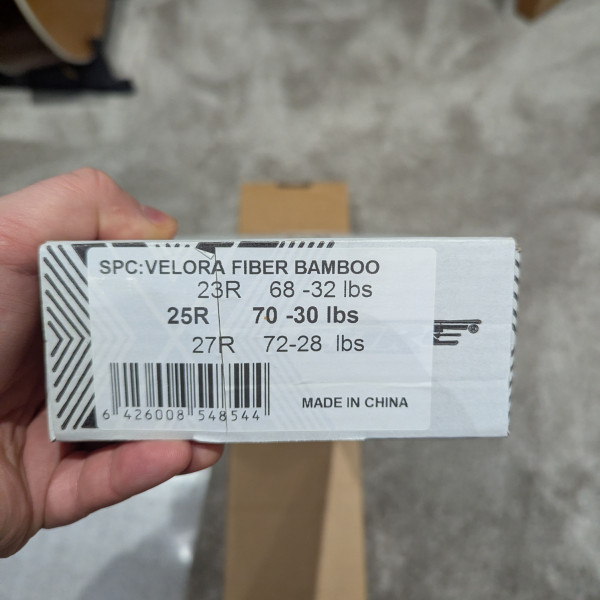 SPC:VELORA FIBER BAMBOO
23R 68 -32 lbs
25R 70 -30 lbs
27R 72-28 lbs
6 426008 548544
MADE IN CHINA